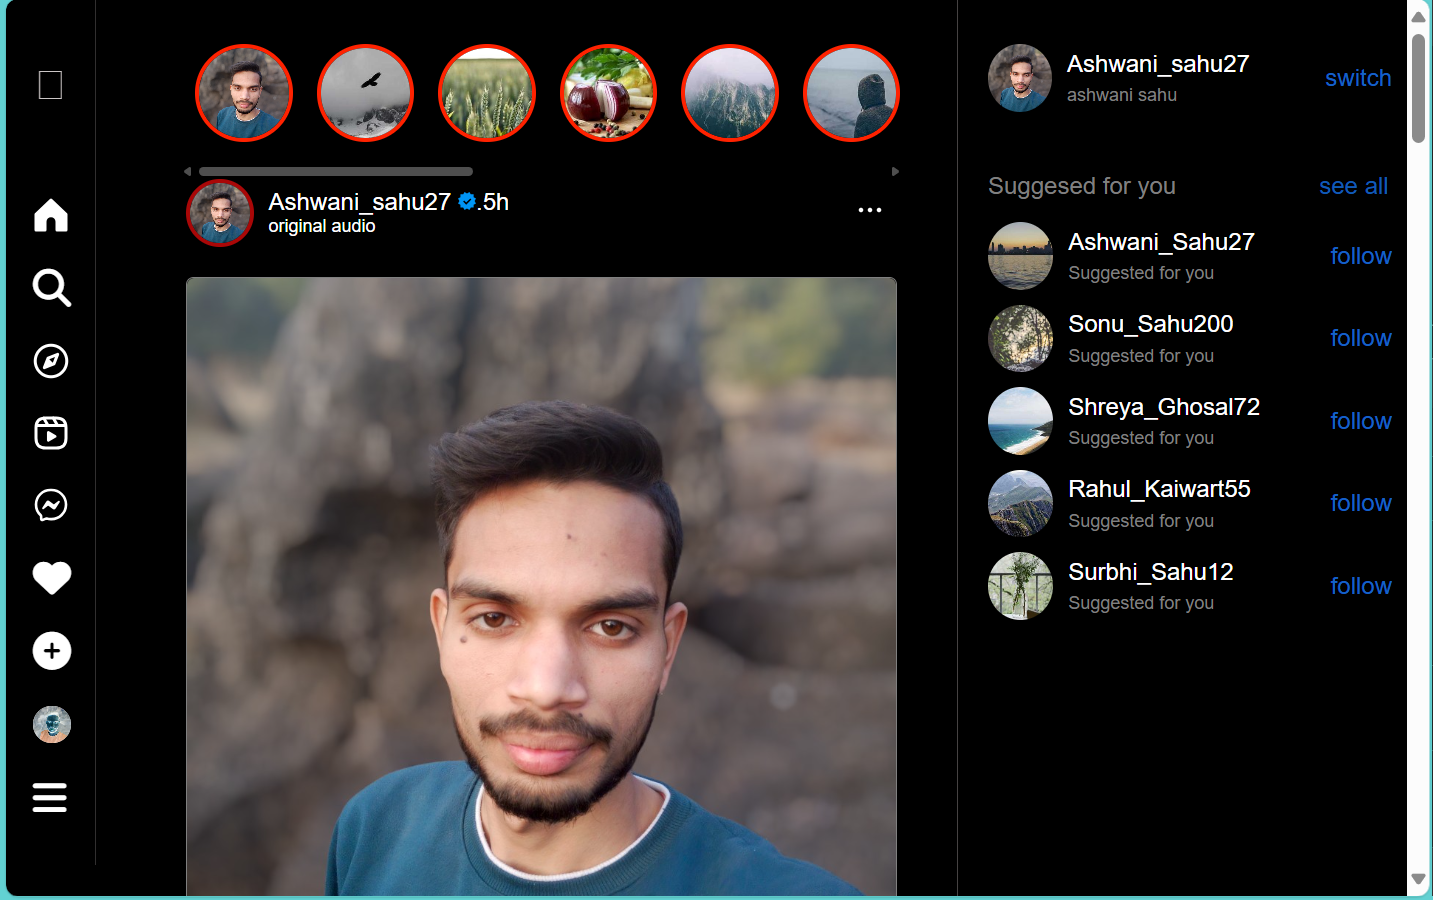 Ashwani_sahu27 .5h
original audio
Ashwani_sahu27
ashwani sahu
switch
Suggesed for you
see all
Ashwani_Sahu27
Suggested for you
follow
Sonu_Sahu200
Suggested for you
follow
Shreya_Ghosal72
Suggested for you
follow
Rahul_Kaiwart55
Suggested for you
follow
Surbhi_Sahu12
Suggested for you
follow